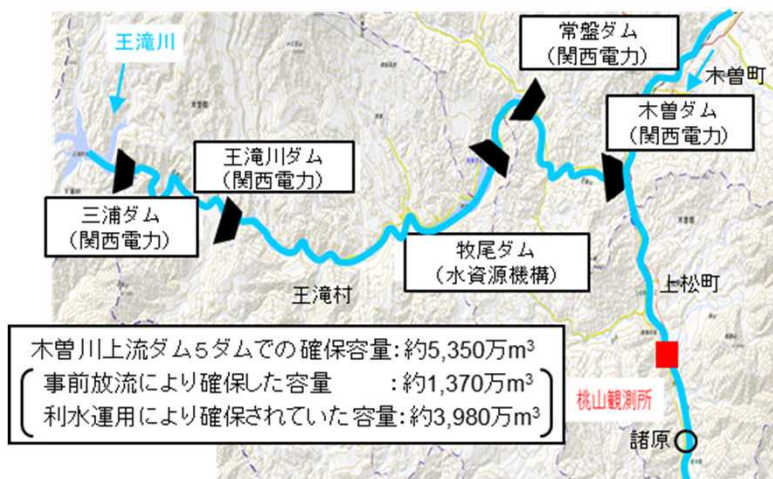 王滝川
常盤ダム
(関西電力)
木曽町
木曽ダム
(関西電力)
王滝川ダム
(関西電力)
三浦ダム
(関西電力)
牧尾ダム
(水資源機構)
王滝村
上松町
木曽川上流ダム5ダムでの確保容量:約5,350万m³
事前放流により確保した容量 :約1,370万m³
利水運用により確保されていた容量:約3,980万m³
桃山観測所
諸原